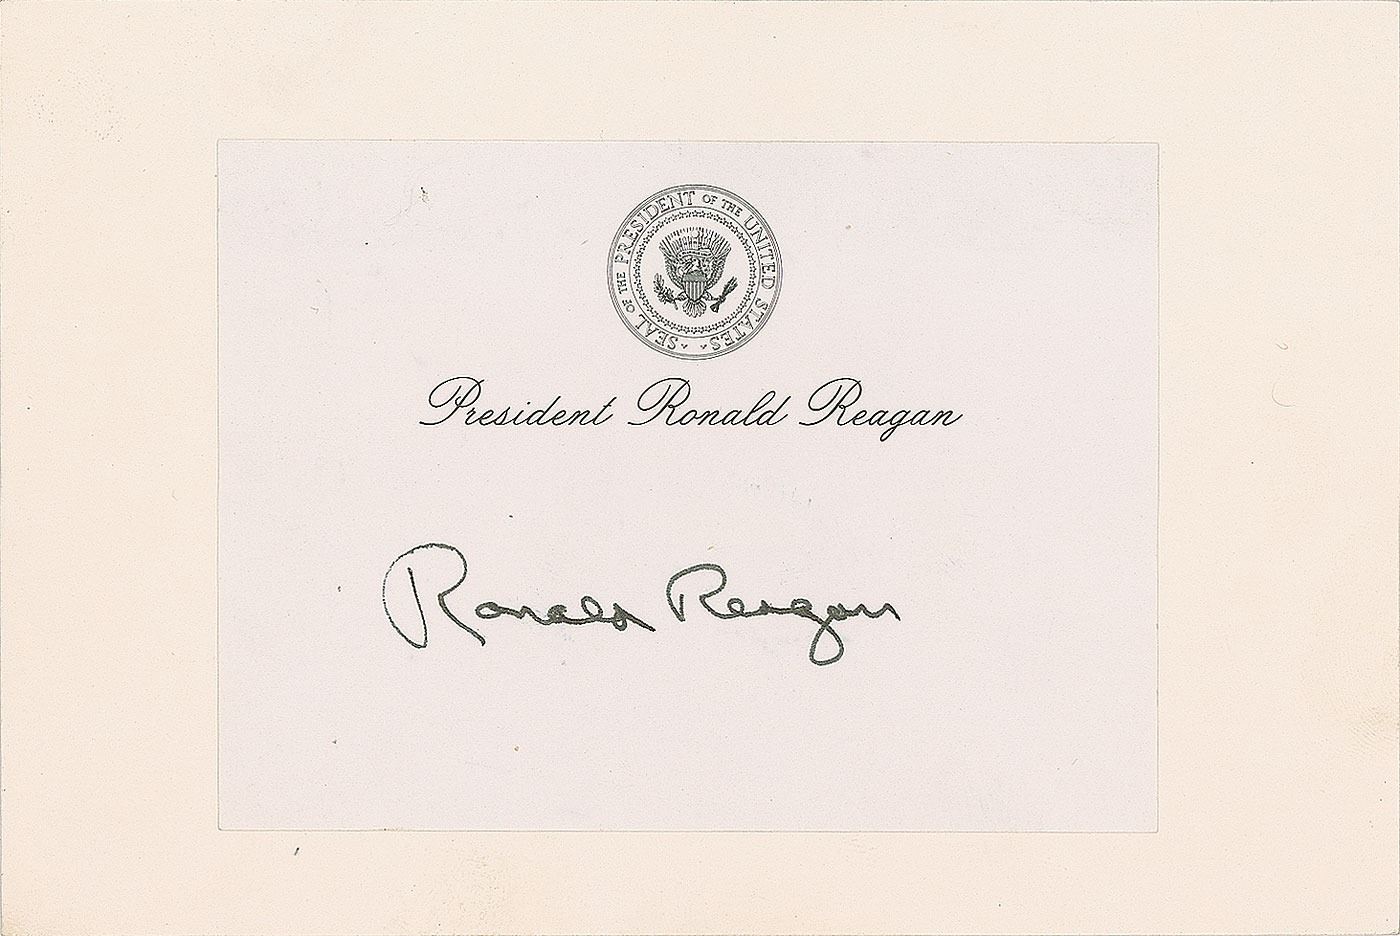 SEAL OF THE PRESIDENT OF THE UNITED STATES
President Ronald Reagan
Ronald Reagan